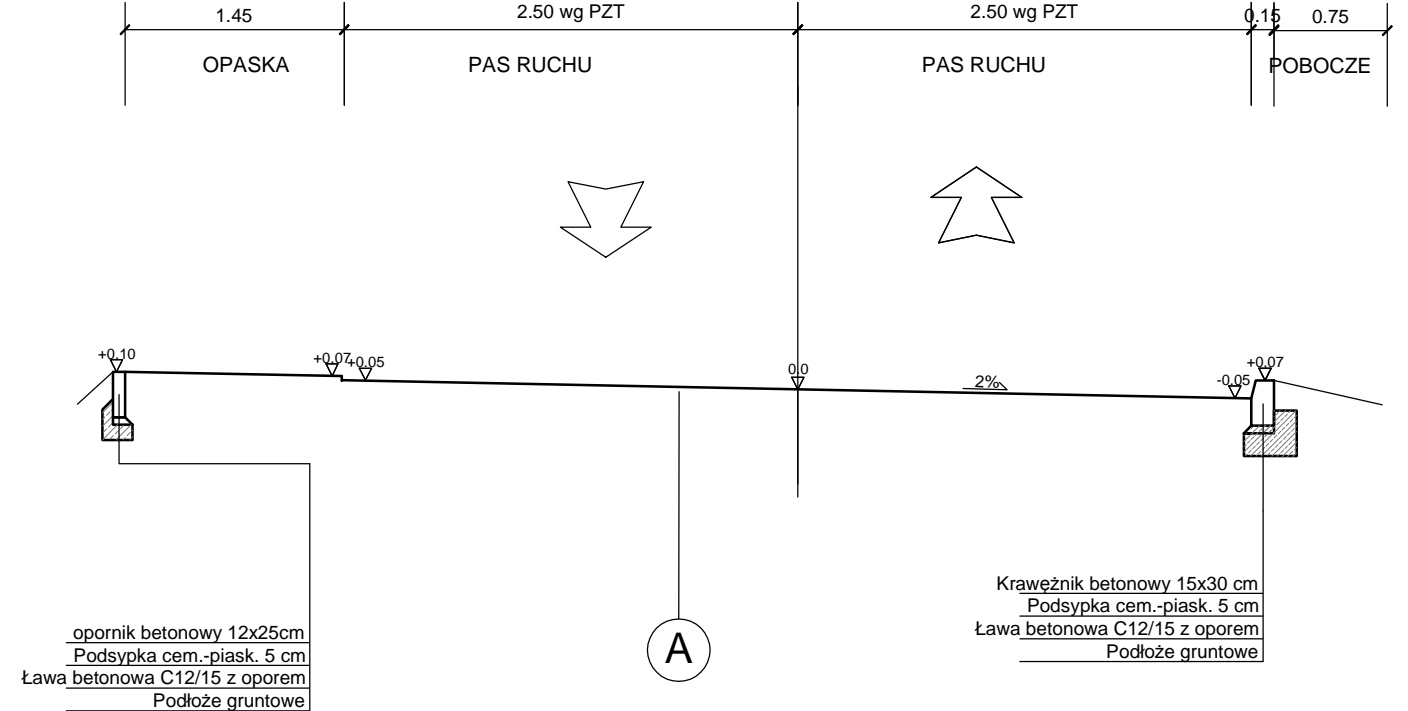 1.45
2.50 wg PZT
2.50 wg PZT
0.15
0.75
OPASKA
PAS RUCHU
PAS RUCHU
POBOCZE
+0.10
+0.07
+0.05
0.0
2%
-0.05
+0.07
opornik betonowy 12x25cm
Podsypka cem.-piask. 5 cm
Ława betonowa C12/15 z oporem
Podłoże gruntowe
A
Krawężnik betonowy 15x30 cm
Podsypka cem.-piask. 5 cm
Ława betonowa C12/15 z oporem
Podłoże gruntowe